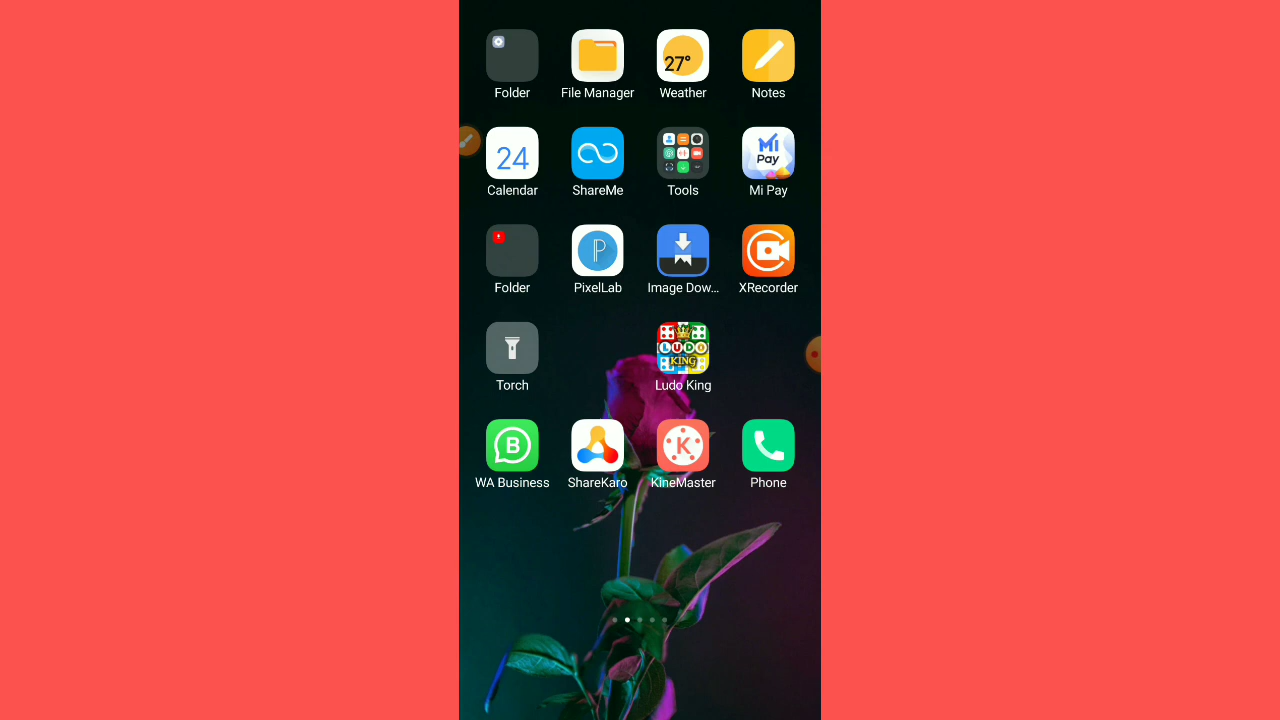 Folder
File Manager
27°
Weather
Notes
24
Calendar
ShareMe
Tools
Mi
Pay
Mi Pay
Folder
P
PixelLab
Image Dow...
XRecorder
Torch
LUDO
KING
Ludo King
B
WA Business
ShareKaro
K
KineMaster
Phone